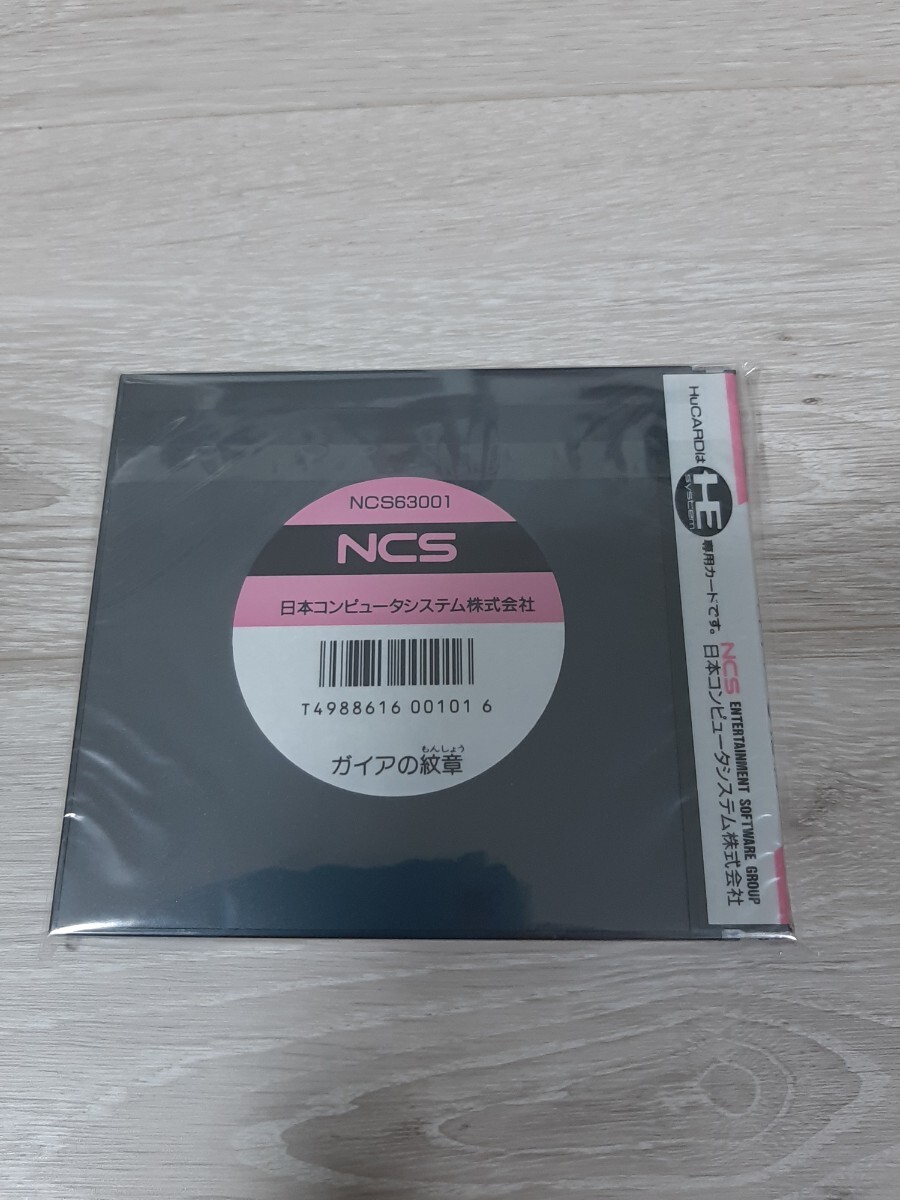 NCS63001
NCS
日本コンピュータシステム株式会社
T4988616 00101 6
もんしょう
ガイアの紋章
HuCARDは HE system 専用カードです。
NCS ENTERTAINMENT SOFTWARE GROUP
日本コンピュータシステム株式会社